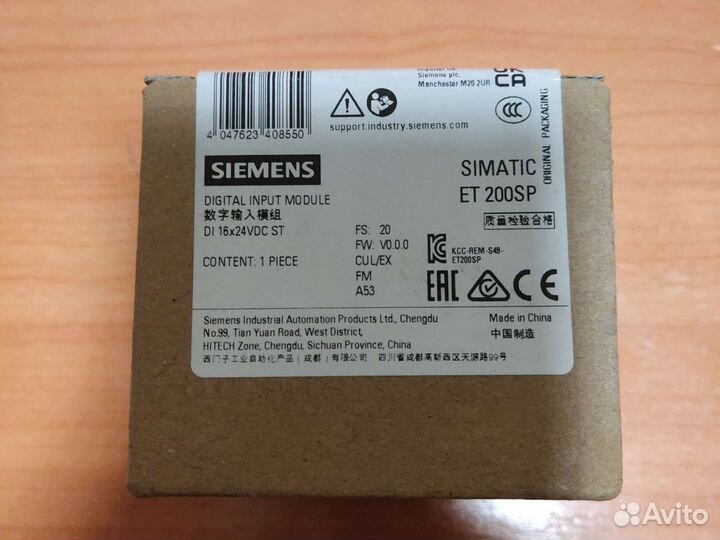 Siemens plc.
Manchester M20 2UR
UK
CA
4 047623 408550
support.industry.siemens.com
CCC
ORIGINAL PACKAGING
SIEMENS
SIMATIC
ET 200SP
DIGITAL INPUT MODULE
数字输入模组
DI 16x24VDC ST
FS: 20
FW: V0.0.0
CUL/EX
FM
A53
质量检验合格
CONTENT: 1 PIECE
KCC-REM-S49-
ET200SP
EAC
Siemens Industrial Automation Products Ltd., Chengdu
No.99, Tian Yuan Road, West District,
HITECH Zone, Chengdu, Sichuan Province, China
西门子工业自动化产品（成都）有限公司 四川省成都高新西区天源路99号
Made in China
中国制造
Avito